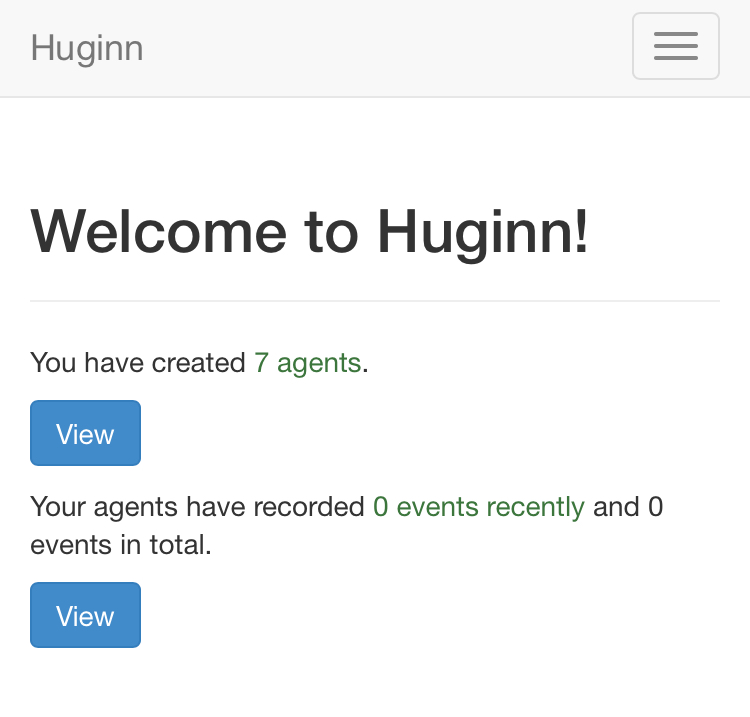 Huginn
Welcome to Huginn!
You have created 7 agents.
View
Your agents have recorded 0 events recently and 0
events in total.
View